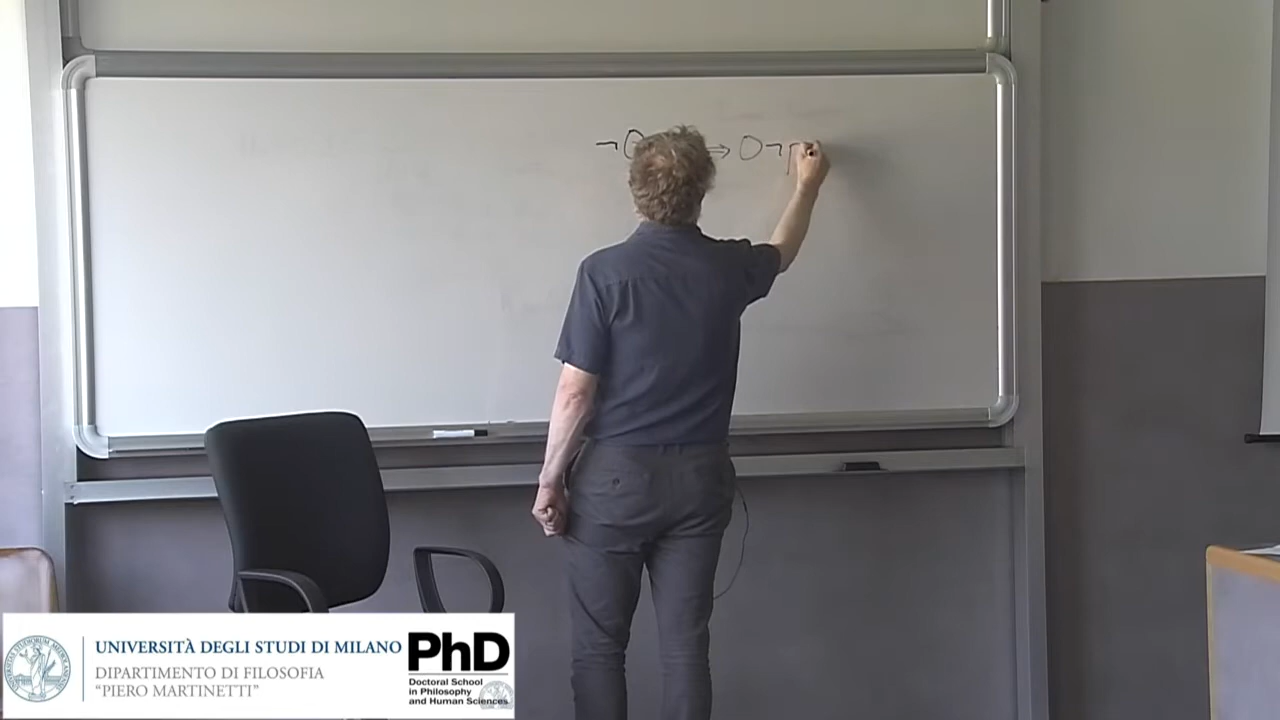 ¬O ⇒ O¬p
UNIVERSITÀ DEGLI STUDI DI MILANO
DIPARTIMENTO DI FILOSOFIA
“PIERO MARTINETTI”
PhD
Doctoral School
in Philosophy
and Human Sciences